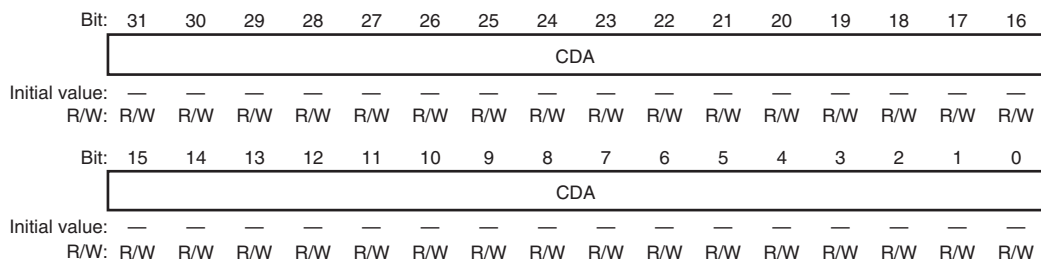 Bit: 31 30 29 28 27 26 25 24 23 22 21 20 19 18 17 16
CDA
Initial value: — — — — — — — — — — — — — — — —
R/W: R/W R/W R/W R/W R/W R/W R/W R/W R/W R/W R/W R/W R/W R/W R/W R/W
Bit: 15 14 13 12 11 10 9 8 7 6 5 4 3 2 1 0
CDA
Initial value: — — — — — — — — — — — — — — — —
R/W: R/W R/W R/W R/W R/W R/W R/W R/W R/W R/W R/W R/W R/W R/W R/W R/W